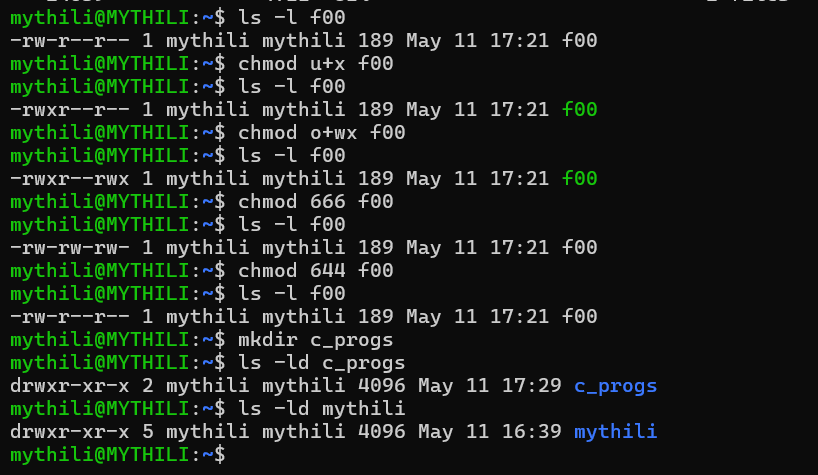 mythili@MYTHILI:~$ ls -l f00
-rw-r--r-- 1 mythili mythili 189 May 11 17:21 f00
mythili@MYTHILI:~$ chmod u+x f00
mythili@MYTHILI:~$ ls -l f00
-rwxr--r-- 1 mythili mythili 189 May 11 17:21 f00
mythili@MYTHILI:~$ chmod o+wx f00
mythili@MYTHILI:~$ ls -l f00
-rwxr--rwx 1 mythili mythili 189 May 11 17:21 f00
mythili@MYTHILI:~$ chmod 666 f00
mythili@MYTHILI:~$ ls -l f00
-rw-rw-rw- 1 mythili mythili 189 May 11 17:21 f00
mythili@MYTHILI:~$ chmod 644 f00
mythili@MYTHILI:~$ ls -l f00
-rw-r--r-- 1 mythili mythili 189 May 11 17:21 f00
mythili@MYTHILI:~$ mkdir c_progs
mythili@MYTHILI:~$ ls -ld c_progs
drwxr-xr-x 2 mythili mythili 4096 May 11 17:29 c_progs
mythili@MYTHILI:~$ ls -ld mythili
drwxr-xr-x 5 mythili mythili 4096 May 11 16:39 mythili
mythili@MYTHILI:~$